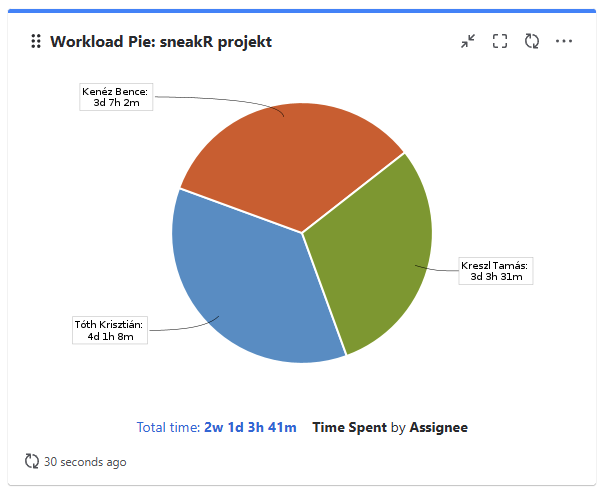 Workload Pie: sneakR projekt
Kenéz Bence:
3d 7h 2m
Kreszl Tamás:
3d 3h 31m
Tóth Krisztián:
4d 1h 8m
Total time: 2w 1d 3h 41m Time Spent by Assignee
30 seconds ago